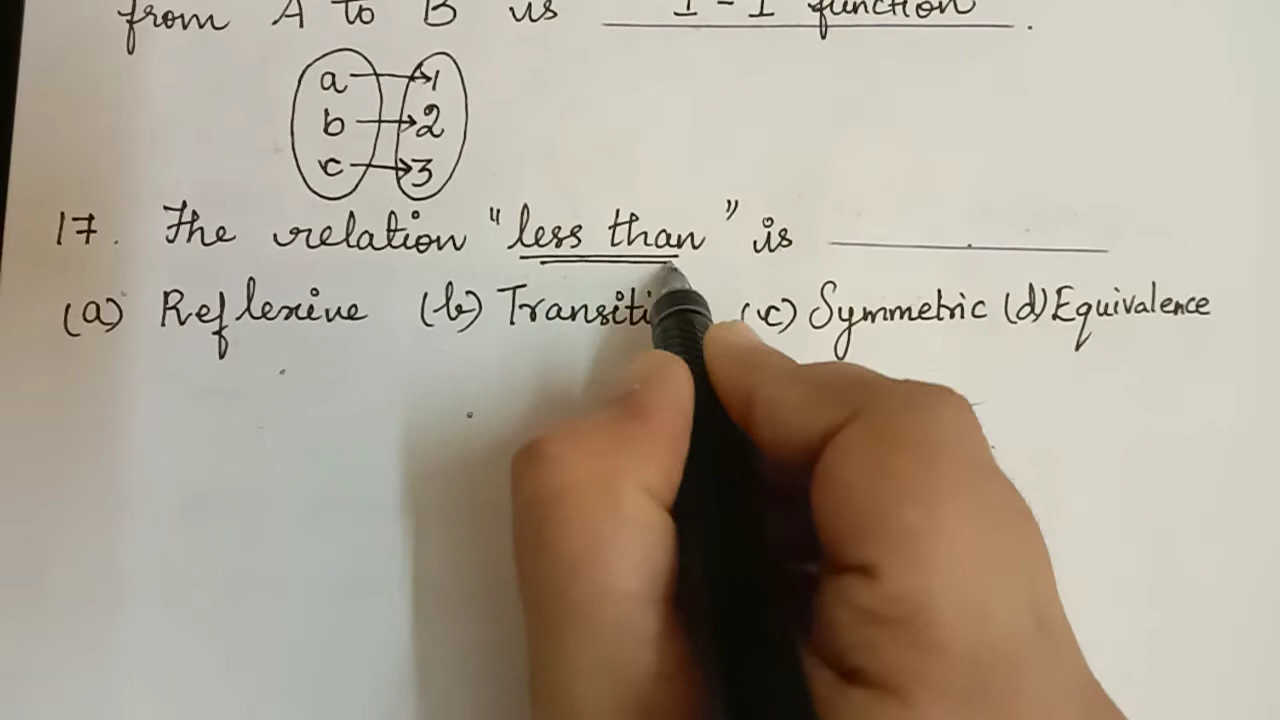 from A to B is 1-1 function.
a 1
b 2
c 3
17. The relation "less than" is
(a) Reflexive (b) Transiti (c) Symmetric (d) Equivalence